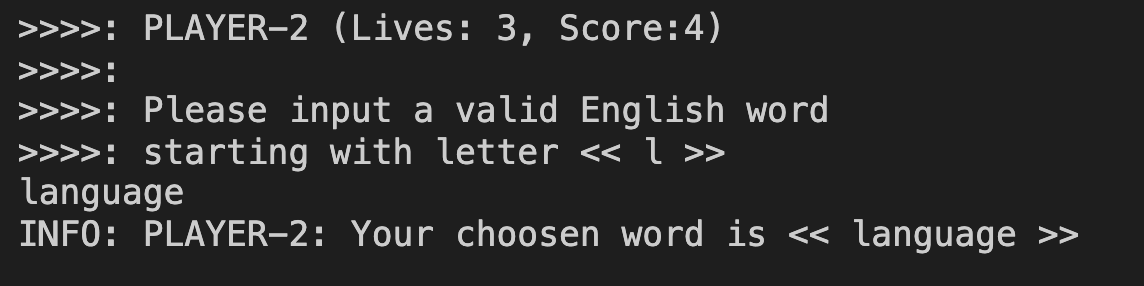 >>>>: PLAYER-2 (Lives: 3, Score:4)
>>>>:
>>>>: Please input a valid English word
>>>>: starting with letter << l >>
language
INFO: PLAYER-2: Your choosen word is << language >>